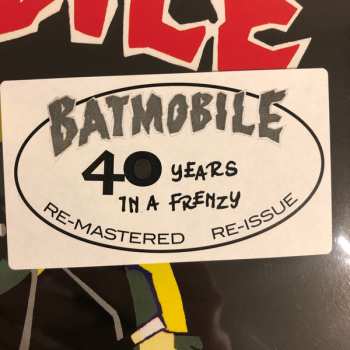 BATMOBILE
40 YEARS
IN A FRENZY
RE-MASTERED RE-ISSUE